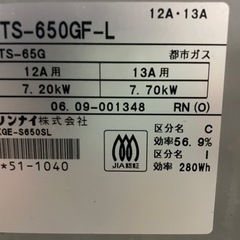 12A・13A
TS-650GF-L
TS-65G 都市ガス
12A用 13A用
7.20kW 7.70kW
06.09-001348 RN(O)
リンナイ株式会社
KGE-S650SL
*51-1040
JIA認証
区分名 C
効率56.9%
区分名 I
効率 280Wh